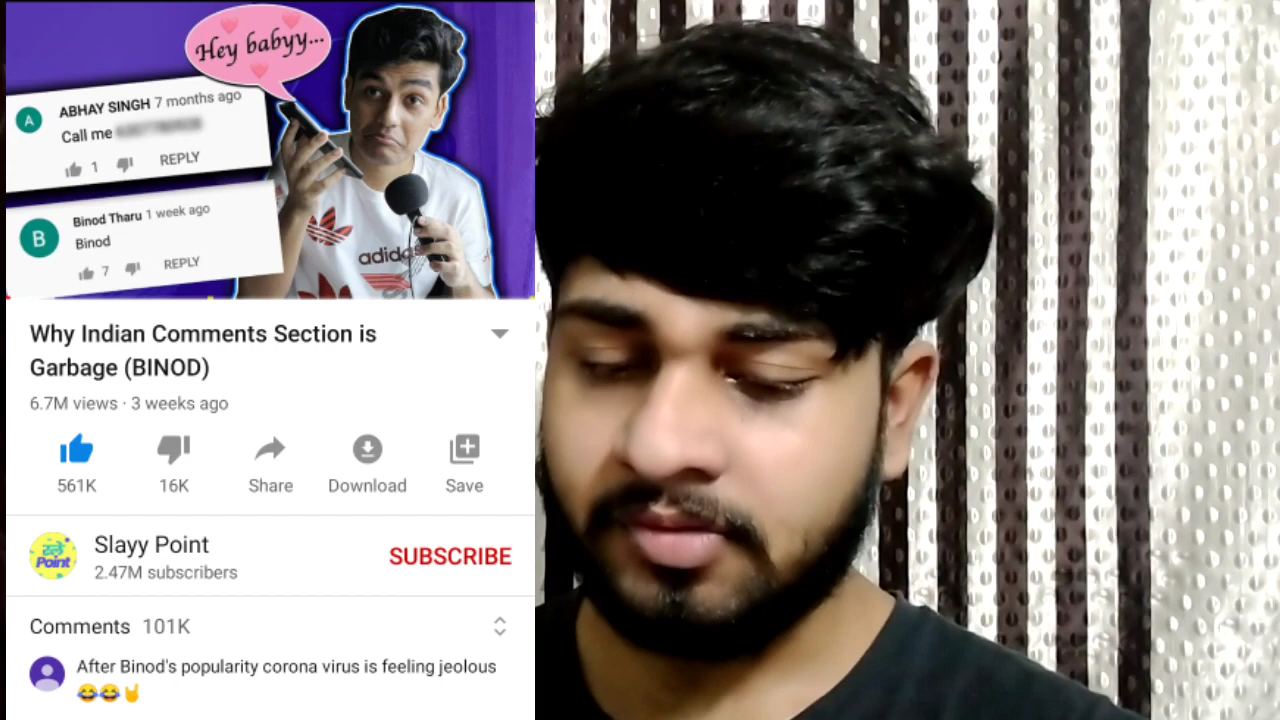 Hey babyy...
A
ABHAY SINGH 7 months ago
Call me
1 REPLY
B
Binod Tharu 1 week ago
Binod
7 REPLY
adidas
Why Indian Comments Section is
Garbage (BINOD)
6.7M views · 3 weeks ago
561K 16K Share Download Save
स्ले
Point
Slayy Point
2.47M subscribers
SUBSCRIBE
Comments 101K
After Binod's popularity corona virus is feeling jeolous
😂😂🤘